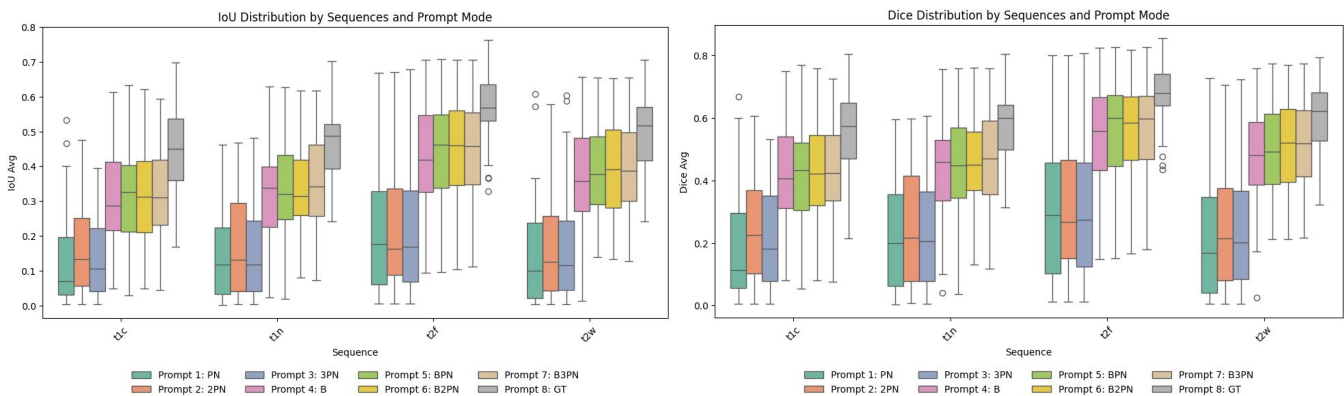 IoU Distribution by Sequences and Prompt Mode
0.8
0.7
0.6
0.5
0.4
0.3
0.2
0.1
0.0
IoU Avg
t1c
t1n
t2f
t2w
Sequence
Prompt 1: PN
Prompt 3: 3PN
Prompt 5: BPN
Prompt 7: B3PN
Prompt 2: 2PN
Prompt 4: B
Prompt 6: B2PN
Prompt 8: GT
Dice Distribution by Sequences and Prompt Mode
0.8
0.6
0.4
0.2
0.0
Dice Avg
t1c
t1n
t2f
t2w
Sequence
Prompt 1: PN
Prompt 3: 3PN
Prompt 5: BPN
Prompt 7: B3PN
Prompt 2: 2PN
Prompt 4: B
Prompt 6: B2PN
Prompt 8: GT